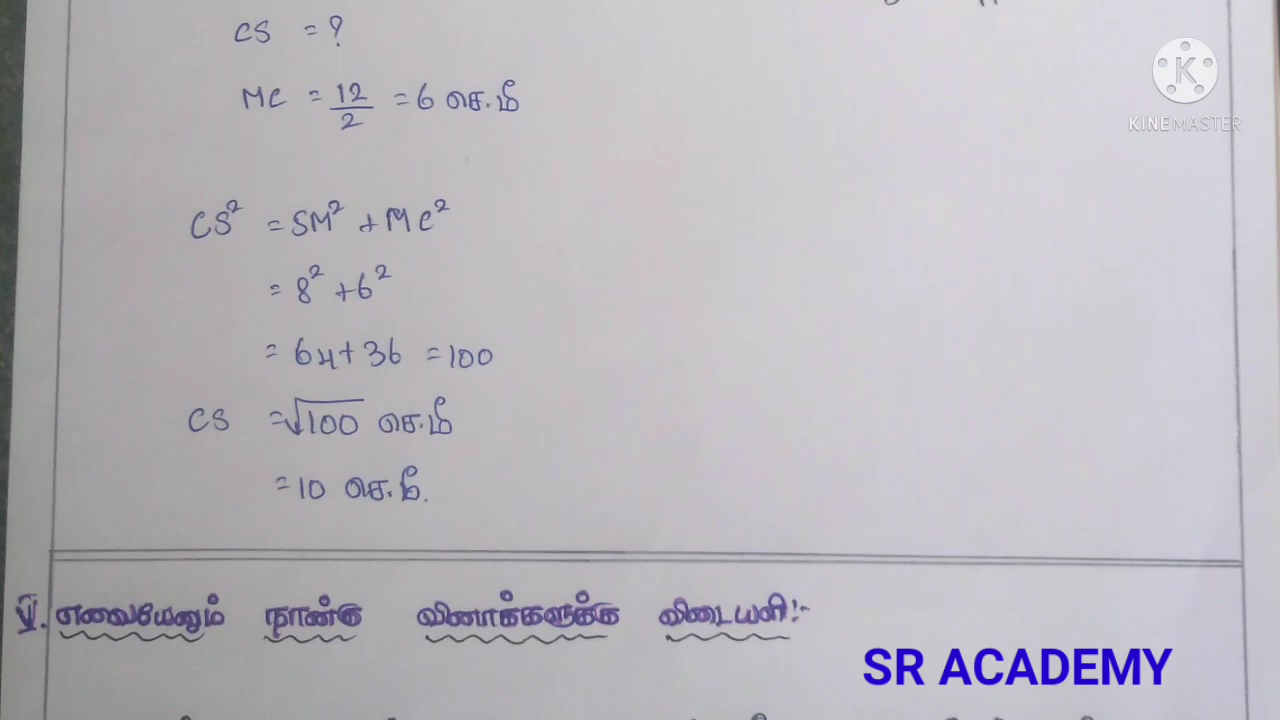 CS = ?
MC = 12/2 = 6 செ.மீ
CS² = SM² + MC²
= 8² + 6²
= 64 + 36 = 100
CS = √100 செ.மீ
= 10 செ.மீ.
V. எவையேனும் நான்கு வினாக்களுக்கு விடையளி:-
KINEMASTER
SR ACADEMY